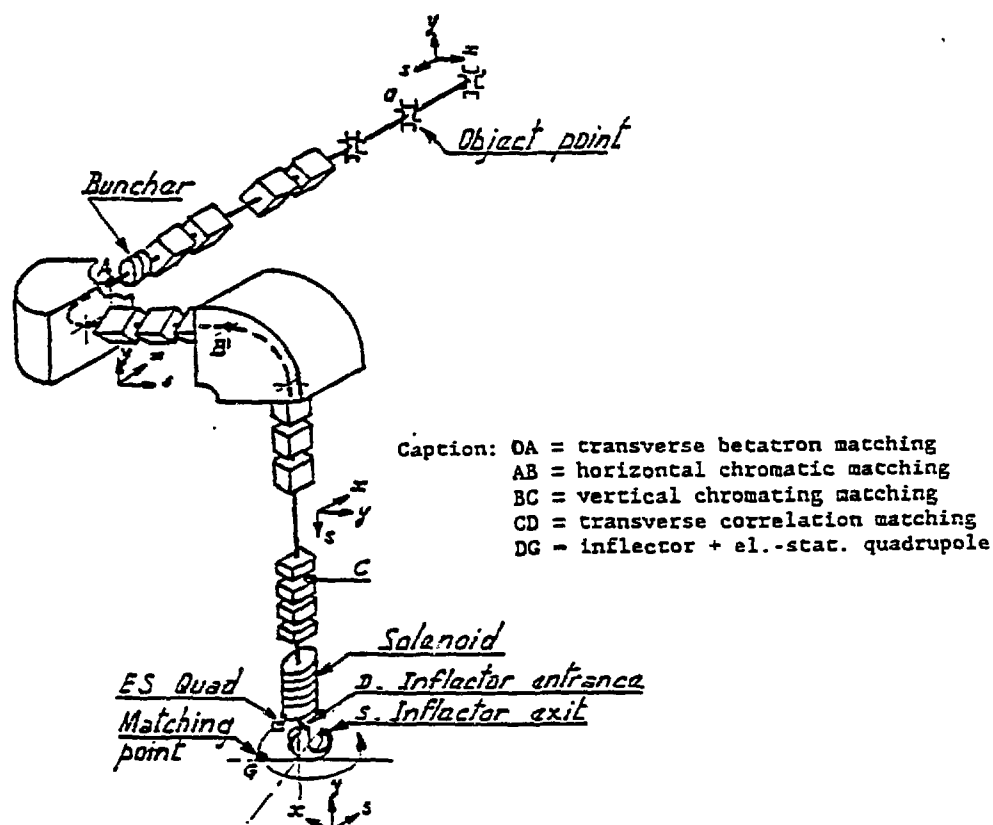 y
s x
a
Object point
Buncher
A
B
y x s
Caption: OA = transverse betatron matching
AB = horizontal chromatic matching
BC = vertical chromating matching
CD = transverse correlation matching
DG = inflector + el.-stat. quadrupole
x
y
s
C
Solenoid
ES Quad
D. Inflector entrance
S. Inflector exit
Matching
point
G
x y s